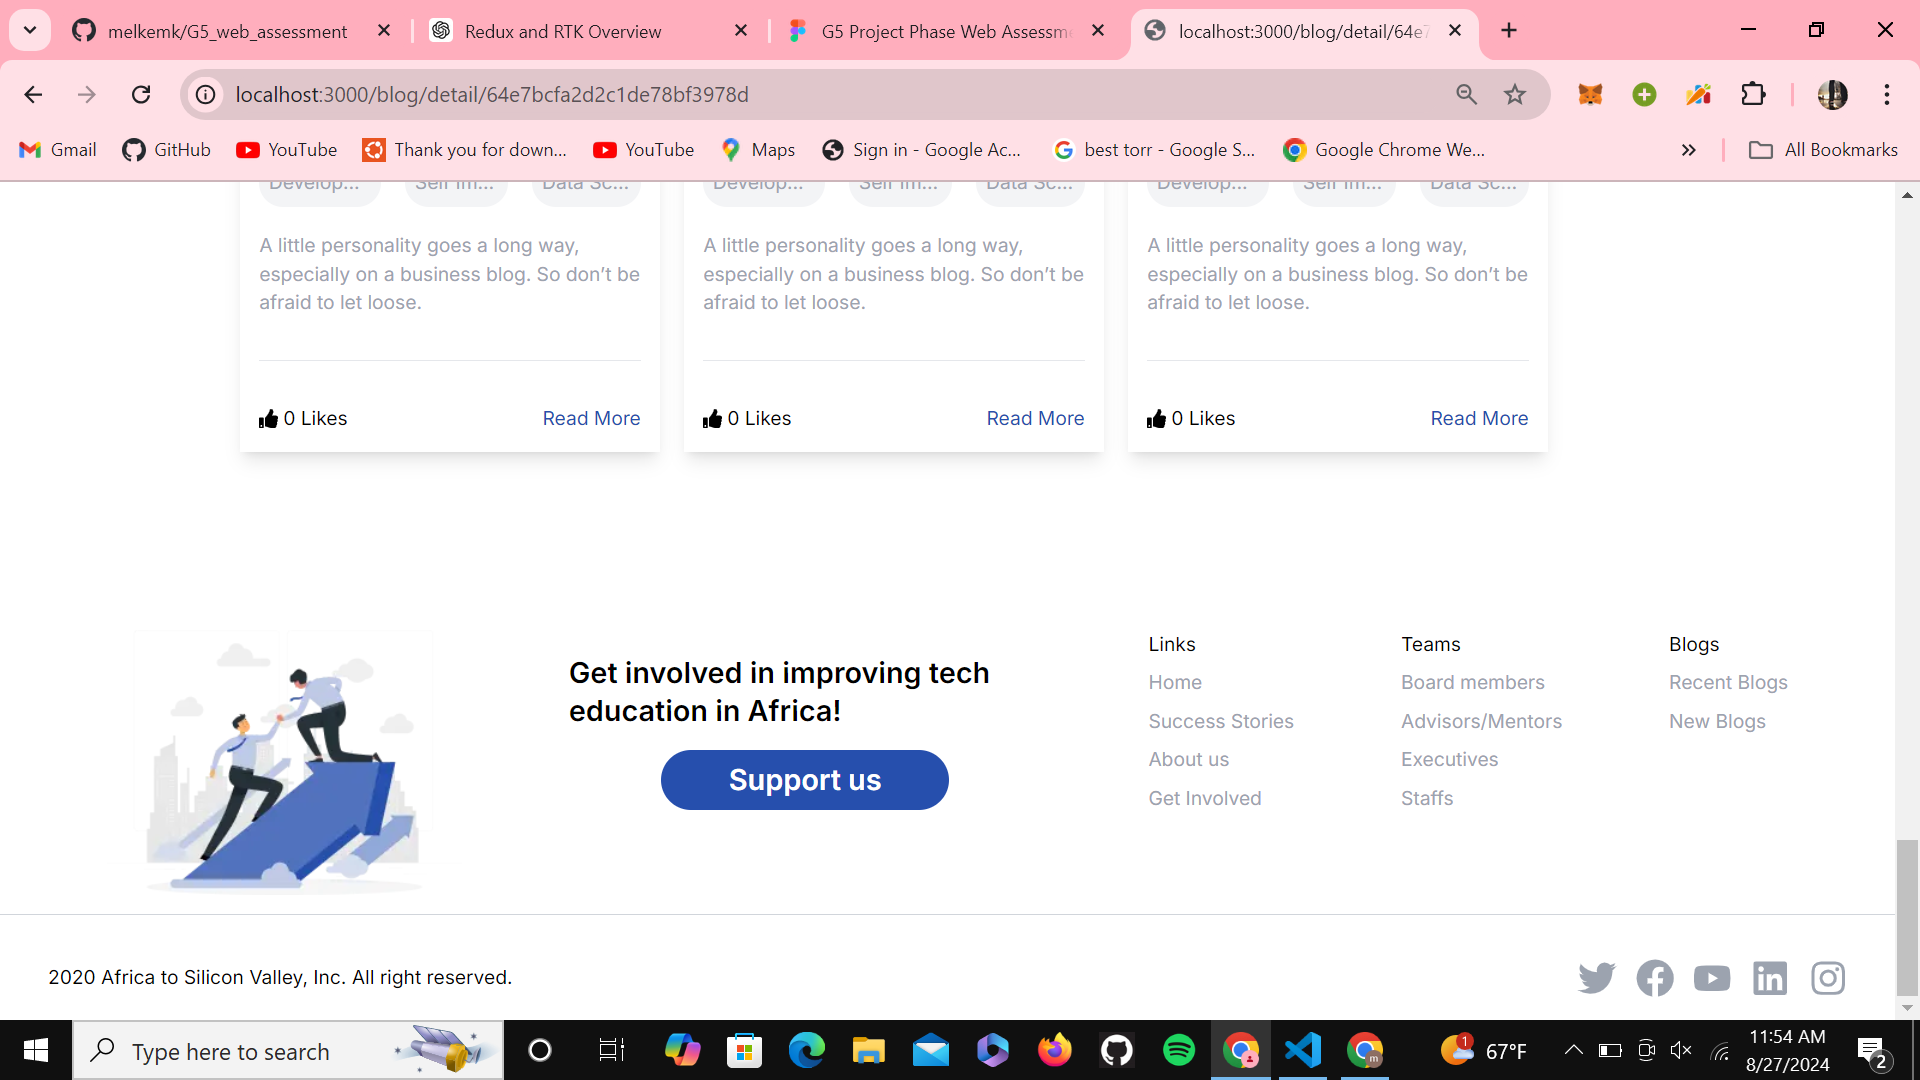 melkemk/G5_web_assessment
Redux and RTK Overview
G5 Project Phase Web Assessm
localhost:3000/blog/detail/64e7
localhost:3000/blog/detail/64e7bcfa2d2c1de78bf3978d
Gmail
GitHub
YouTube
Thank you for down...
YouTube
Maps
Sign in - Google Ac...
best torr - Google S...
Google Chrome We...
All Bookmarks
Develop... Self Im... Data Sc...
Develop... Self Im... Data Sc...
Develop... Self Im... Data Sc...
A little personality goes a long way,
especially on a business blog. So don’t be
afraid to let loose.
0 Likes
Read More
A little personality goes a long way,
especially on a business blog. So don’t be
afraid to let loose.
0 Likes
Read More
A little personality goes a long way,
especially on a business blog. So don’t be
afraid to let loose.
0 Likes
Read More
Get involved in improving tech
education in Africa!
Support us
Links
Home
Success Stories
About us
Get Involved
Teams
Board members
Advisors/Mentors
Executives
Staffs
Blogs
Recent Blogs
New Blogs
2020 Africa to Silicon Valley, Inc. All right reserved.
Type here to search
1
67°F
11:54 AM
8/27/2024
2